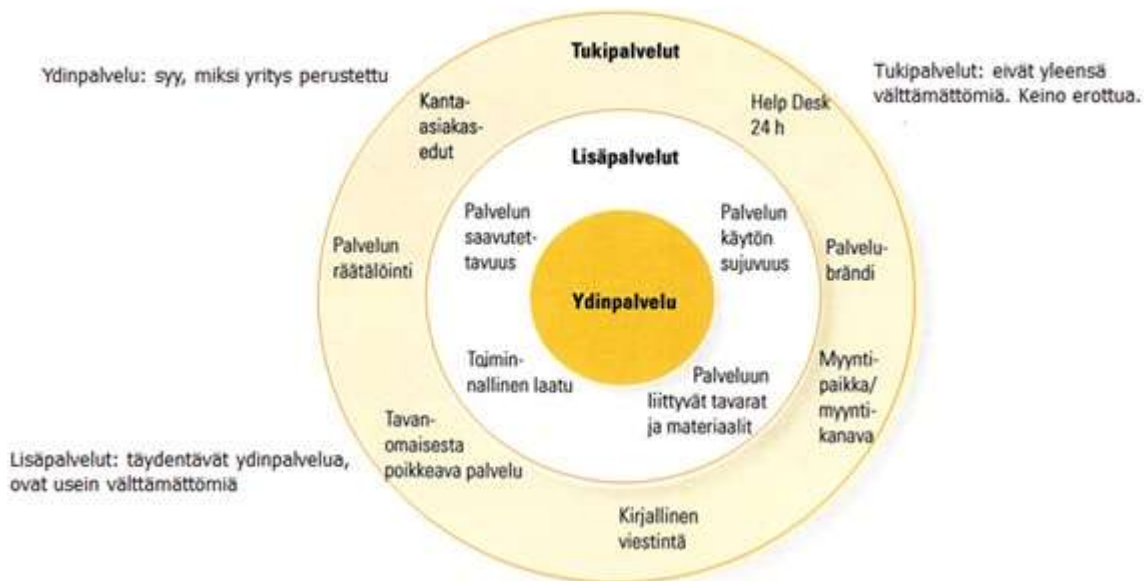 Tukipalvelut
Ydinpalvelu: syy, miksi yritys perustettu
Tukipalvelut: eivät yleensä
välttämättömiä. Keino erottua.
Kanta-
asiakas-
edut
Help Desk
24 h
Lisäpalvelut
Palvelun
saavutet-
tavuus
Palvelun
käytön
sujuvuus
Palvelun
räätälöinti
Palvelu-
brändi
Ydinpalvelu
Toimin-
nallinen laatu
Palveluun
liittyvät tavarat
ja materiaalit
Myynti-
paikka/
myynti-
kanava
Tavan-
omaisesta
poikkeava palvelu
Lisäpalvelut: täydentävät ydinpalvelua,
ovat usein välttämättömiä
Kirjallinen
viestintä